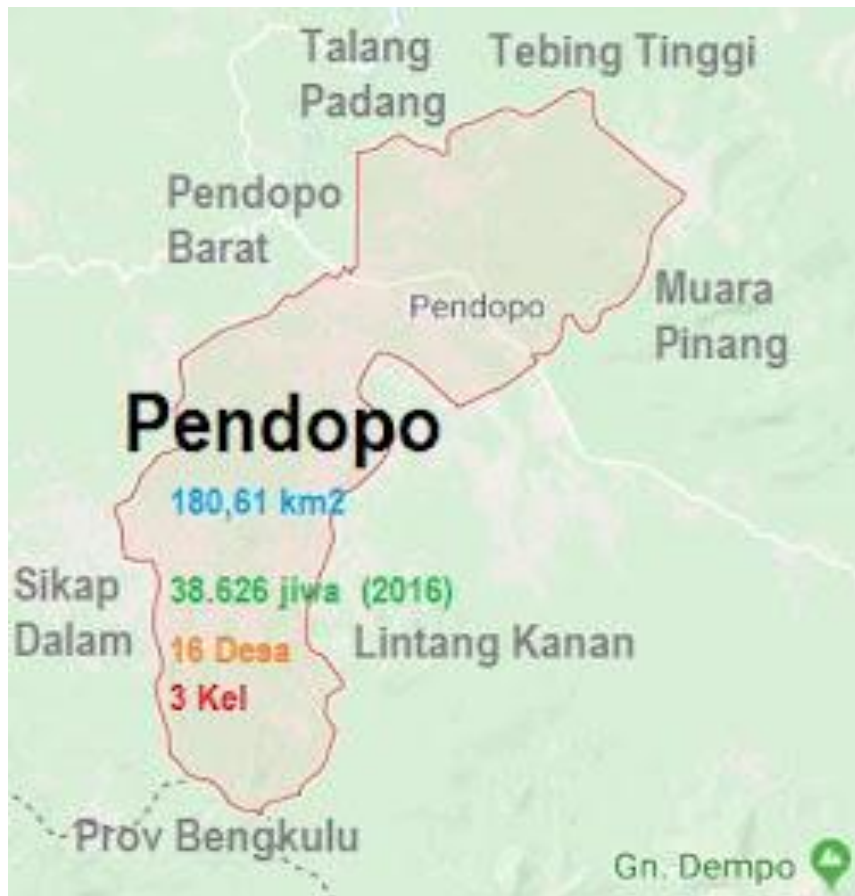 Talang
Padang
Tebing Tinggi
Pendopo
Barat
Pendopo
Muara
Pinang
Pendopo
180,61 km2
Sikap
Dalam
38.626 jiwa (2016)
16 Desa
Lintang Kanan
3 Kel
Prov Bengkulu
Gn. Dempo